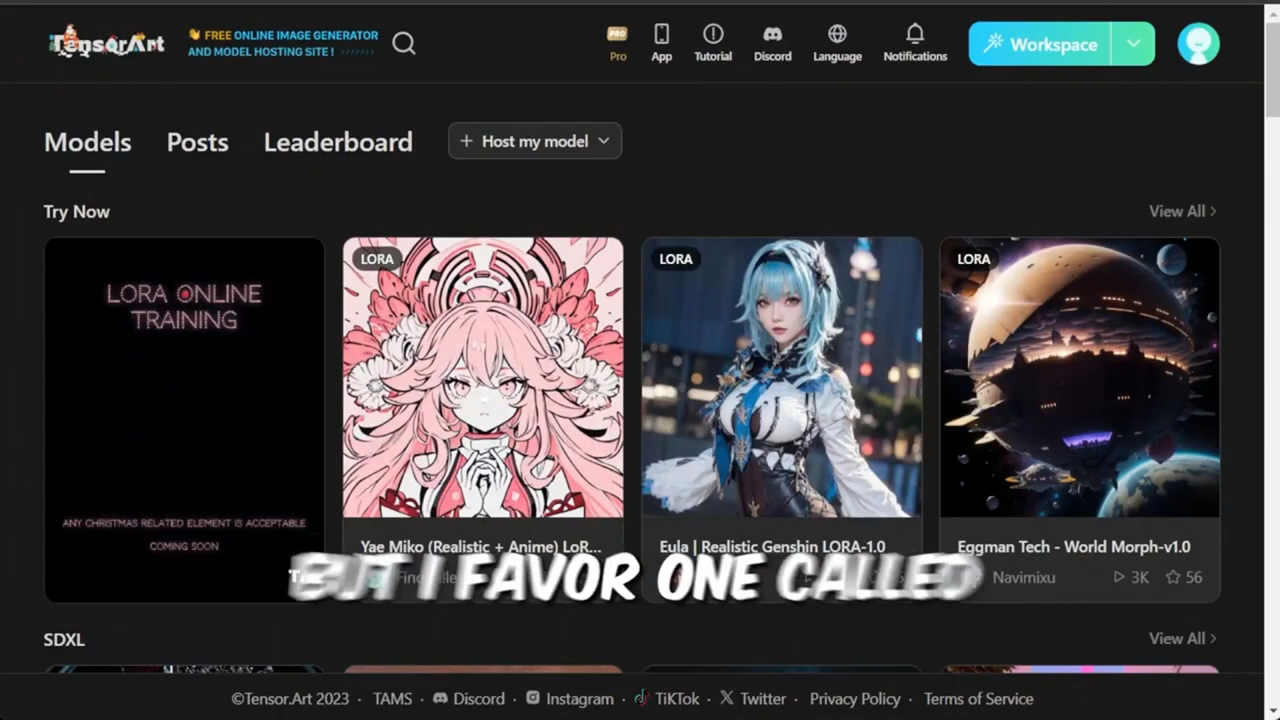 TensorArt
FREE ONLINE IMAGE GENERATOR
AND MODEL HOSTING SITE !
PRO
Pro
App
Tutorial
Discord
Language
Notifications
Workspace
Models
Posts
Leaderboard
+ Host my model
Try Now
View All
LORA ONLINE
TRAINING
ANY CHRISTMAS RELATED ELEMENT IS ACCEPTABLE
COMING SOON
LORA
LORA
LORA
Yae Miko (Realistic + Anime) LoR...
Eula | Realistic Genshin LORA-1.0
Eggman Tech - World Morph-v1.0
Navimixu
3K
56
BUT I FAVOR ONE CALLED
SDXL
View All
©Tensor.Art 2023 · TAMS · Discord · Instagram · TikTok · Twitter · Privacy Policy · Terms of Service